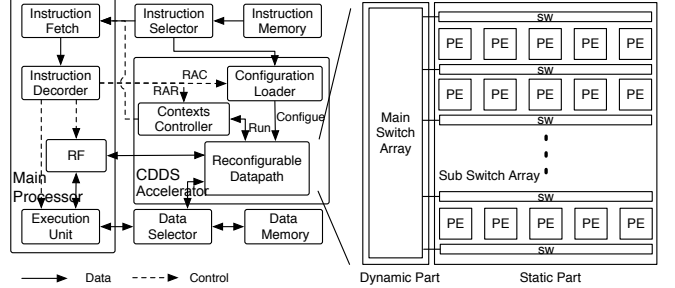 Instruction
Fetch
Instruction
Selector
Instruction
Memory
Instruction
Decorder
RAC
RAR
Configuration
Loader
Contexts
Controller
Configue
Run
RF
Reconfigurable
Datapath
Main
Processor
CDDS
Accelerator
Execution
Unit
Data
Selector
Data
Memory
Data
Control
Main
Switch
Array
SW
PE PE PE PE PE
SW
PE PE PE PE PE
SW
Sub Switch Array
SW
PE PE PE PE PE
SW
Dynamic Part
Static Part